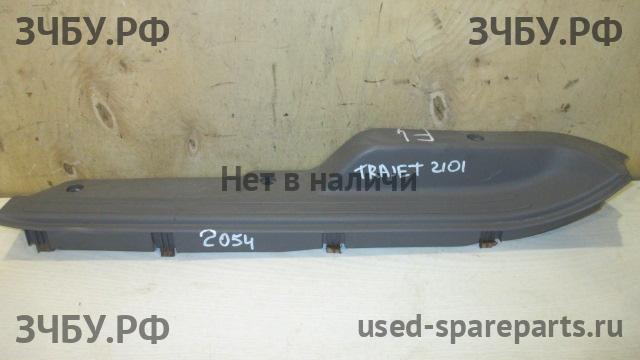 ЗЧБУ.РФ
ЗЧБУ.РФ
TRAJET 2101
Нет в наличи
2054
ЗЧБУ.РФ
used-spareparts.ru